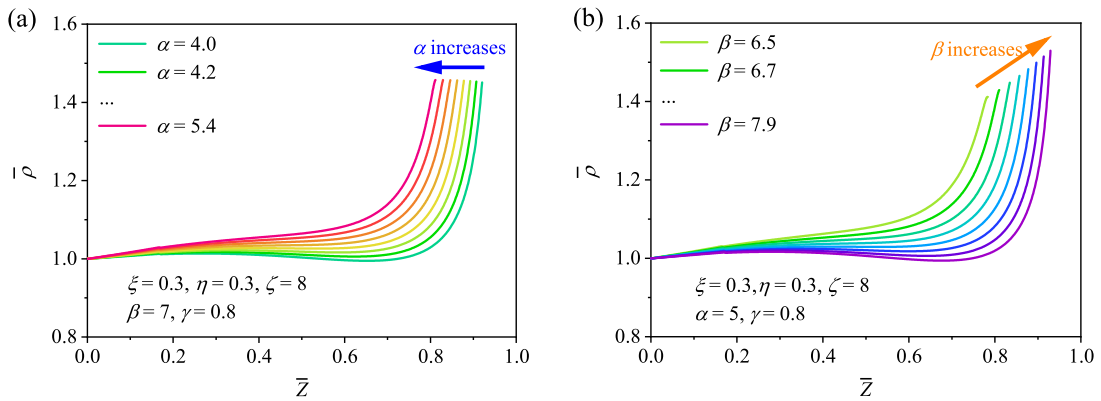 (a)
1.6
1.4
1.2
1.0
0.8
ρ̅
α = 4.0
α = 4.2
...
α = 5.4
α increases
ξ = 0.3, η = 0.3, ζ = 8
β = 7, γ = 0.8
0.0 0.2 0.4 0.6 0.8 1.0
Z̅
(b)
1.6
1.4
1.2
1.0
0.8
ρ̅
β = 6.5
β = 6.7
...
β = 7.9
β increases
ξ = 0.3, η = 0.3, ζ = 8
α = 5, γ = 0.8
0.0 0.2 0.4 0.6 0.8 1.0
Z̅